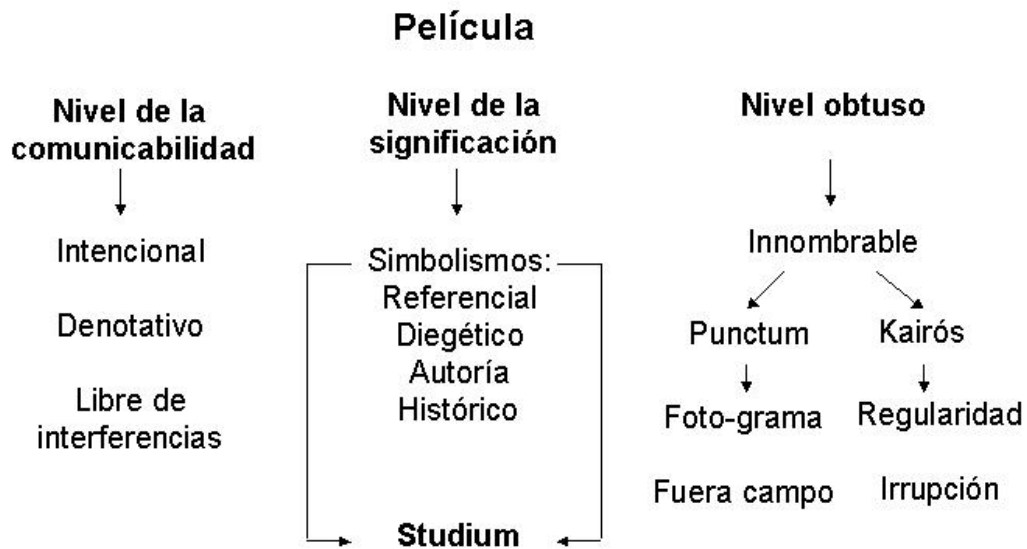 Película
Nivel de la
comunicabilidad
Intencional
Denotativo
Libre de
interferencias
Nivel de la
significación
Simbolismos:
Referencial
Diegético
Autoría
Histórico
Studium
Nivel obtuso
Innombrable
Punctum
Kairós
Foto-grama
Regularidad
Fuera campo
Irrupción